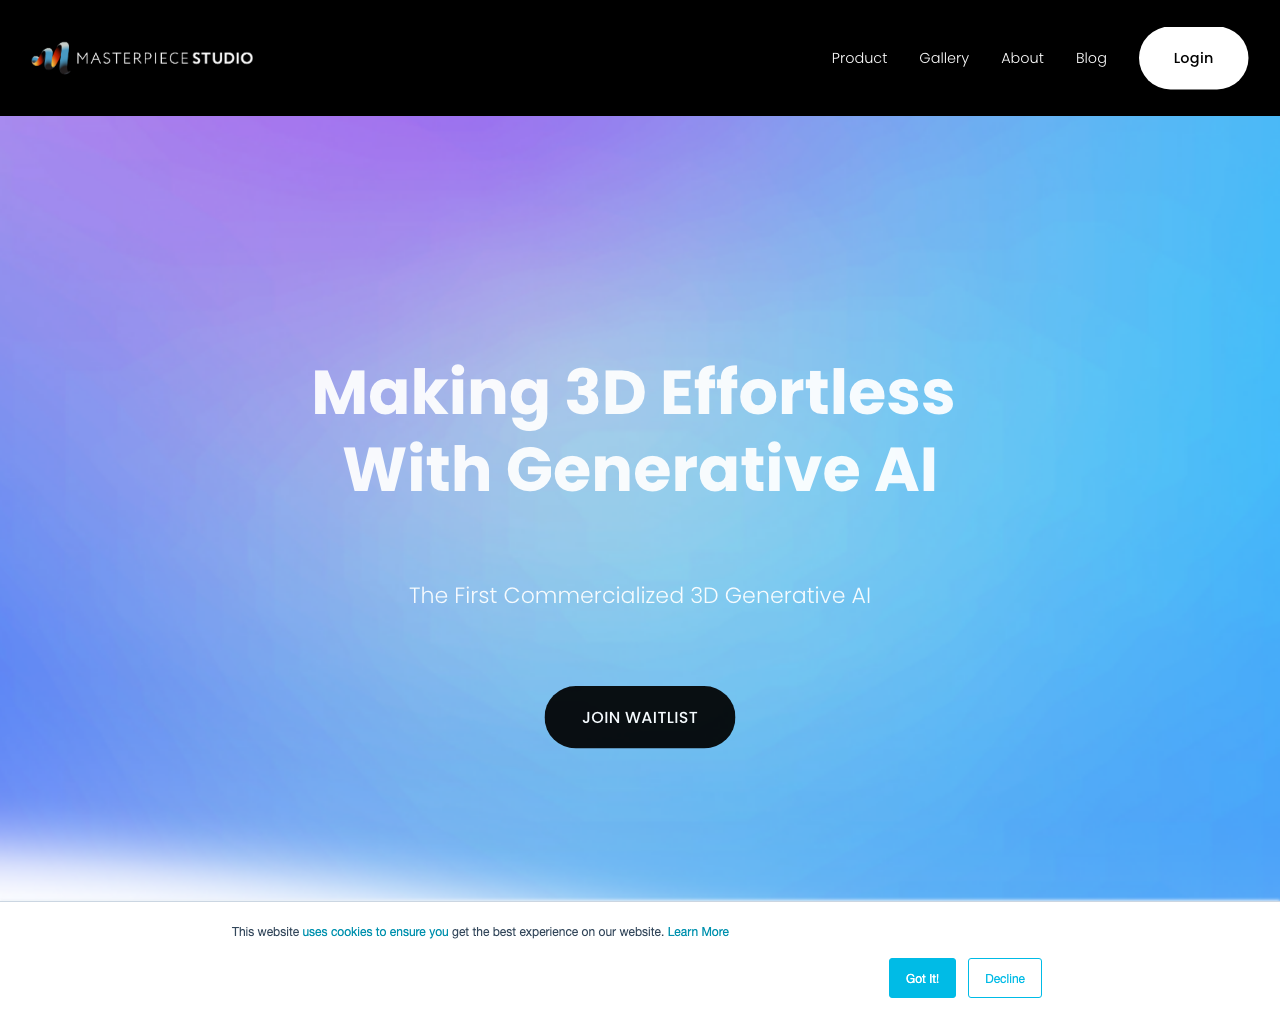 MASTERPIECE STUDIO
Product
Gallery
About
Blog
Login
Making 3D Effortless
With Generative AI
The First Commercialized 3D Generative AI
JOIN WAITLIST
This website uses cookies to ensure you get the best experience on our website. Learn More
Got It!
Decline